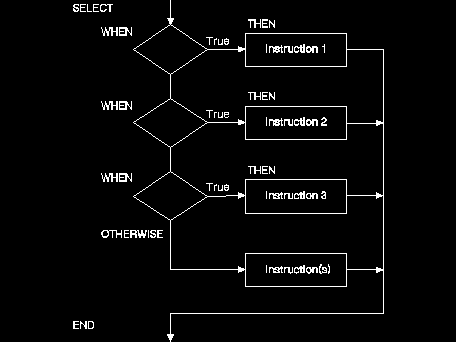 SELECT
THEN
WHEN
True
Instruction 1
THEN
WHEN
True
Instruction 2
THEN
WHEN
True
Instruction 3
OTHERWISE
Instruction(s)
END